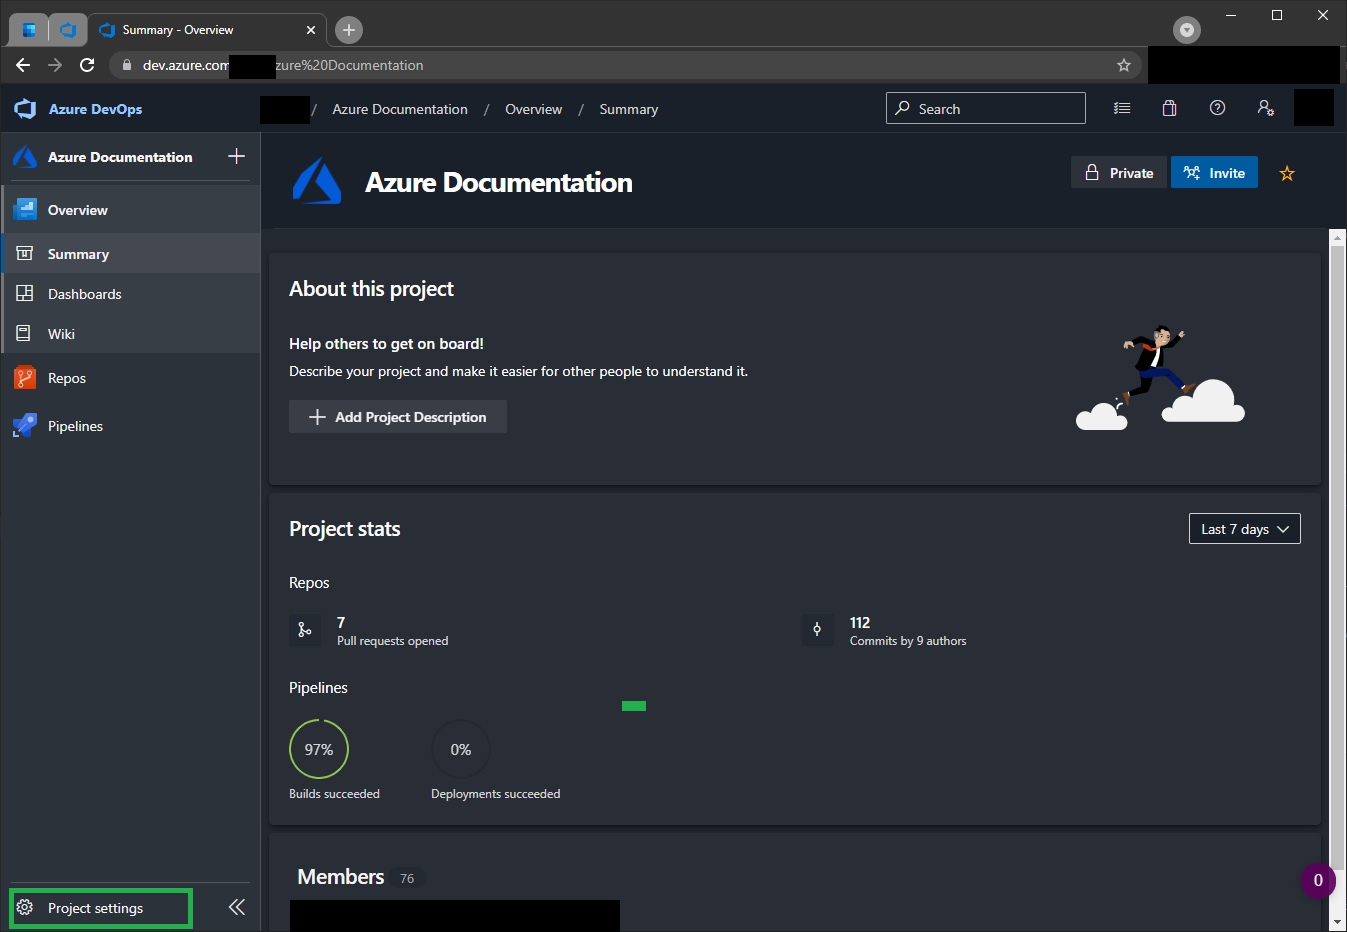 Summary - Overview
dev.azure.com zure%20Documentation
Azure DevOps / Azure Documentation / Overview / Summary Search
Azure Documentation
Overview
Summary
Dashboards
Wiki
Repos
Pipelines
Project settings
Azure Documentation
Private
Invite
About this project
Help others to get on board!
Describe your project and make it easier for other people to understand it.
Add Project Description
Project stats
Last 7 days
Repos
7
Pull requests opened
112
Commits by 9 authors
Pipelines
97%
Builds succeeded
0%
Deployments succeeded
Members 76
0